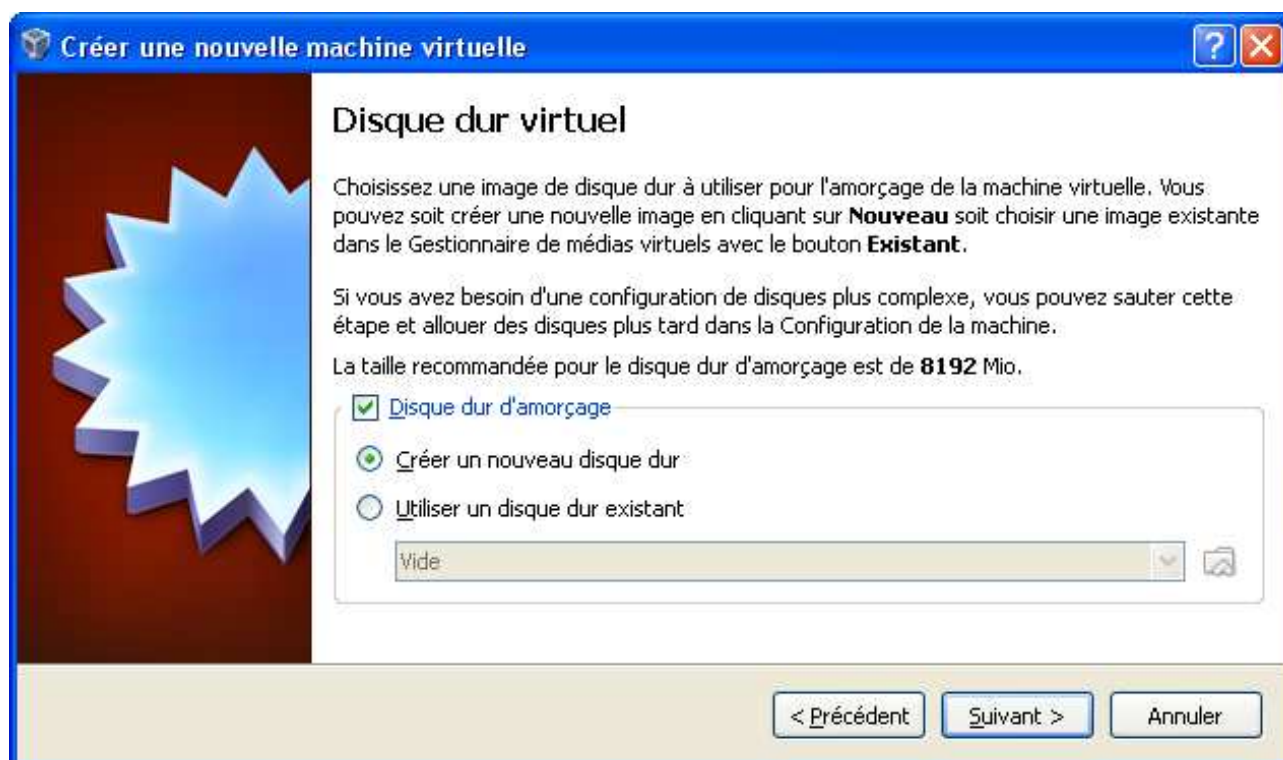 Créer une nouvelle machine virtuelle
Disque dur virtuel
Choisissez une image de disque dur à utiliser pour l'amorçage de la machine virtuelle. Vous
pouvez soit créer une nouvelle image en cliquant sur Nouveau soit choisir une image existante
dans le Gestionnaire de médias virtuels avec le bouton Existant.
Si vous avez besoin d'une configuration de disques plus complexe, vous pouvez sauter cette
étape et allouer des disques plus tard dans la Configuration de la machine.
La taille recommandée pour le disque dur d'amorçage est de 8192 Mio.
Disque dur d'amorçage
Créer un nouveau disque dur
Utiliser un disque dur existant
Vide
< Précédent Suivant > Annuler